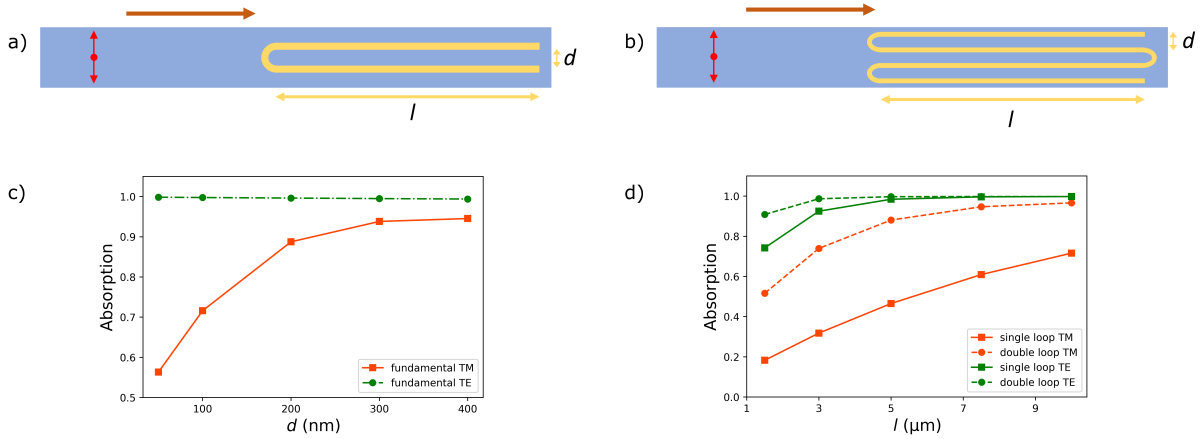 a)
d
l
b)
d
l
c)
Absorption
1.0
0.9
0.8
0.7
0.6
0.5
100
200
300
400
d (nm)
fundamental TM
fundamental TE
d)
Absorption
1.0
0.8
0.6
0.4
0.2
0.0
1
3
5
7
9
l (μm)
single loop TM
double loop TM
single loop TE
double loop TE